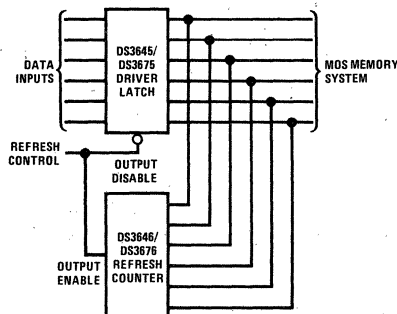 DATA
INPUTS
DS3645/
DS3675
DRIVER
LATCH
MOS MEMORY
SYSTEM
REFRESH
CONTROL
OUTPUT
DISABLE
DS3646/
DS3676
REFRESH
COUNTER
OUTPUT
ENABLE